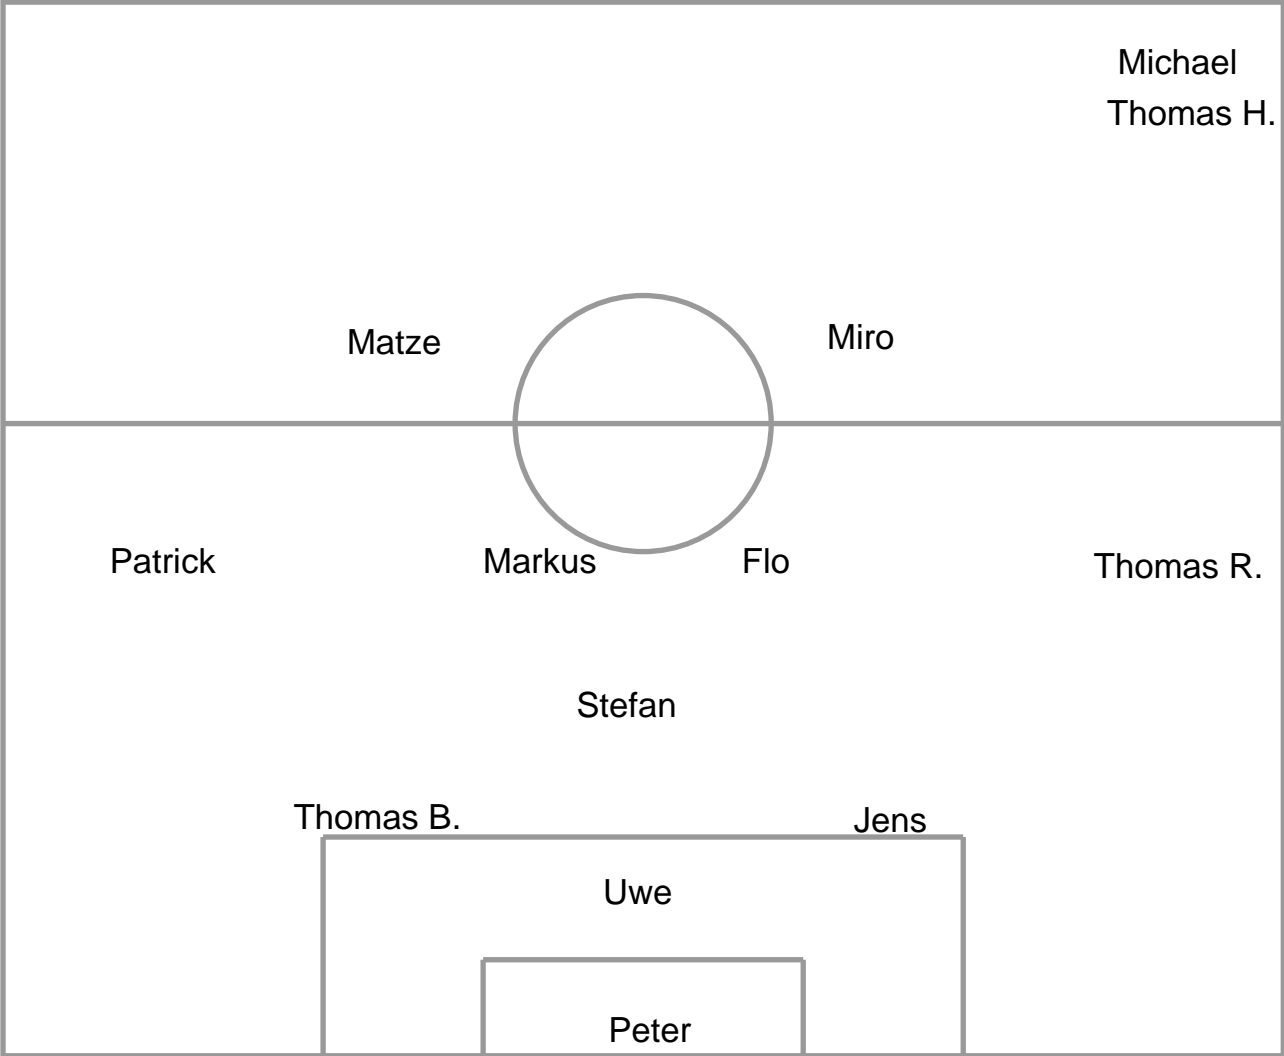 Michael
Thomas H.
Matze
Miro
Patrick
Markus
Flo
Thomas R.
Stefan
Thomas B.
Jens
Uwe
Peter